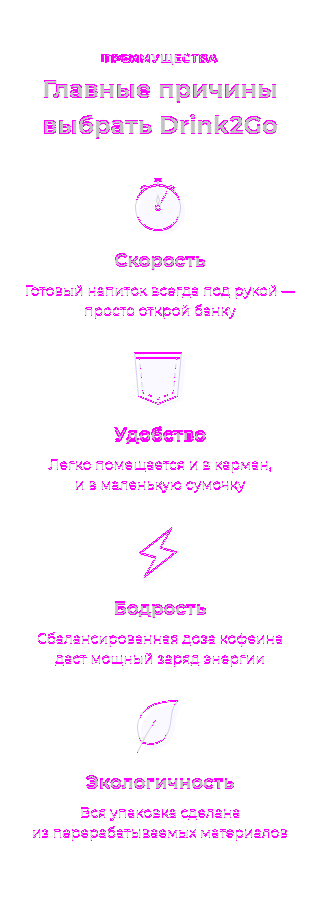 ПРЕИМУЩЕСТВА
Главные причины
выбрать Drink2Go
Скорость
Готовый напиток всегда под рукой —
просто открой банку
Удобство
Легко помещается и в карман,
и в маленькую сумочку
Бодрость
Сбалансированная доза кофеина
даст мощный заряд энергии
Экологичность
Вся упаковка сделана
из перерабатываемых материалов